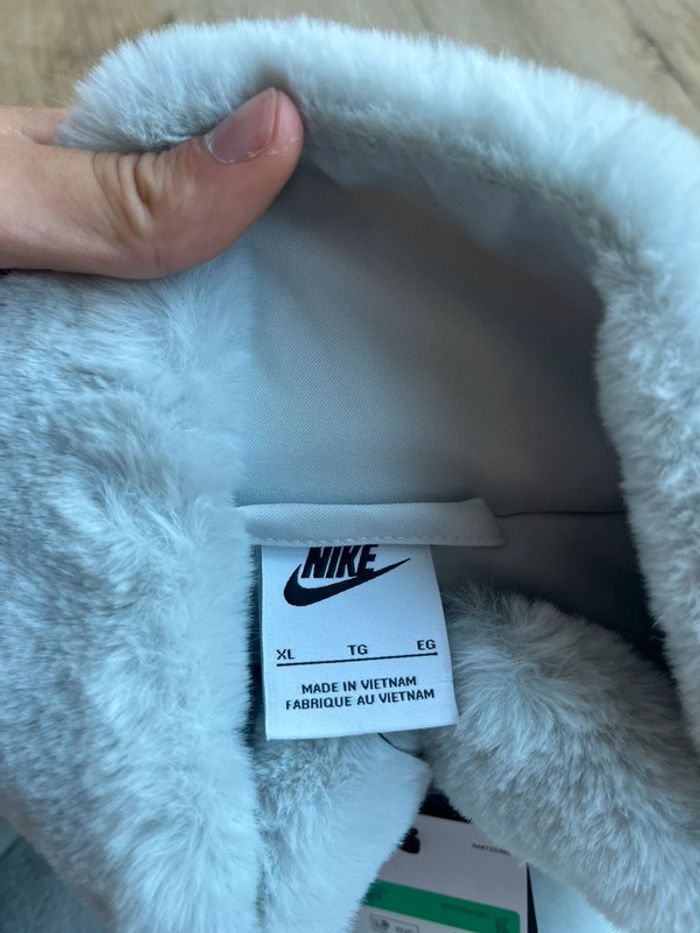 NIKE
XL TG EG
MADE IN VIETNAM
FABRIQUE AU VIETNAM